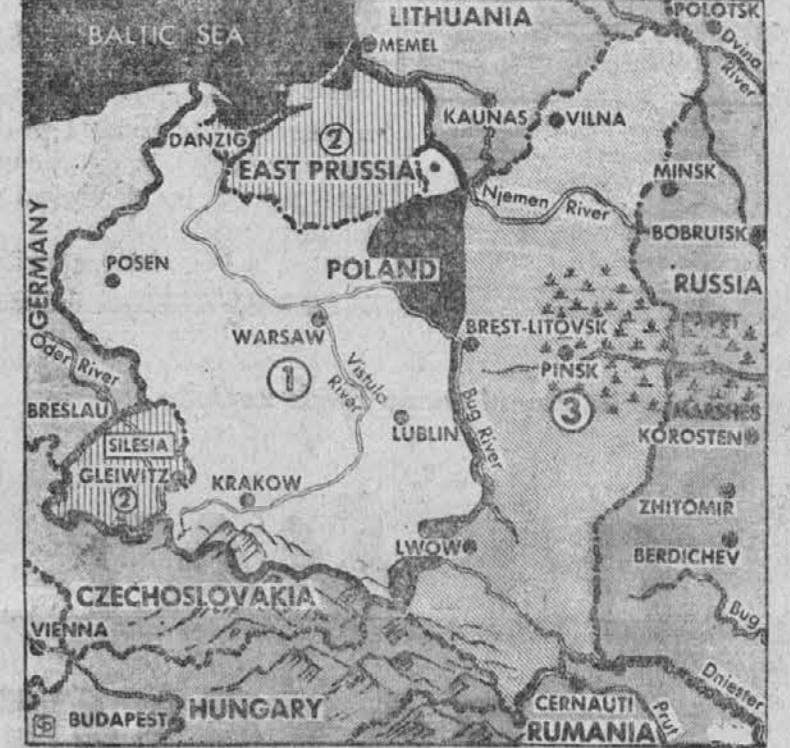 LITHUANIA
POLOTSK
BALTIC SEA
MEMEL
Dvina
River
KAUNAS
VILNA
DANZIG
2
EAST PRUSSIA
MINSK
Njemen River
GERMANY
BOBRUISK
POSEN
POLAND
RUSSIA
WARSAW
BREST-LITOVSK
Oder River
1
Vistula
River
PINSK
3
MARSHES
BRESLAU
Bug River
LUBLIN
KOROSTEN
SILESIA
GLEIWITZ
2
KRAKOW
ZHITOMIR
LWOW
BERDICHEV
CZECHOSLOVAKIA
Bug
VIENNA
Dniester
HUNGARY
CERNAUTI
Prut
BUDAPEST
RUMANIA